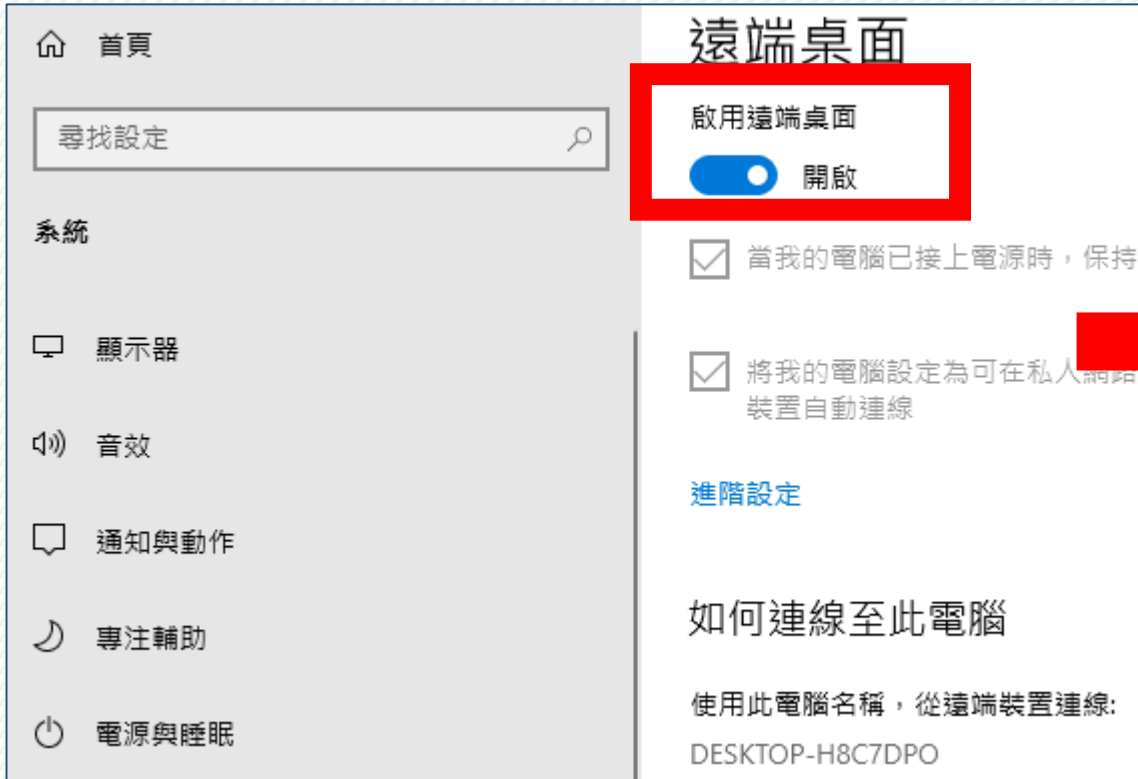 首頁
尋找設定
系統
顯示器
音效
通知與動作
專注輔助
電源與睡眠
遠端桌面
啟用遠端桌面
開啟
當我的電腦已接上電源時，保持
將我的電腦設定為可在私人網路
裝置自動連線
進階設定
如何連線至此電腦
使用此電腦名稱，從遠端裝置連線:
DESKTOP-H8C7DPO